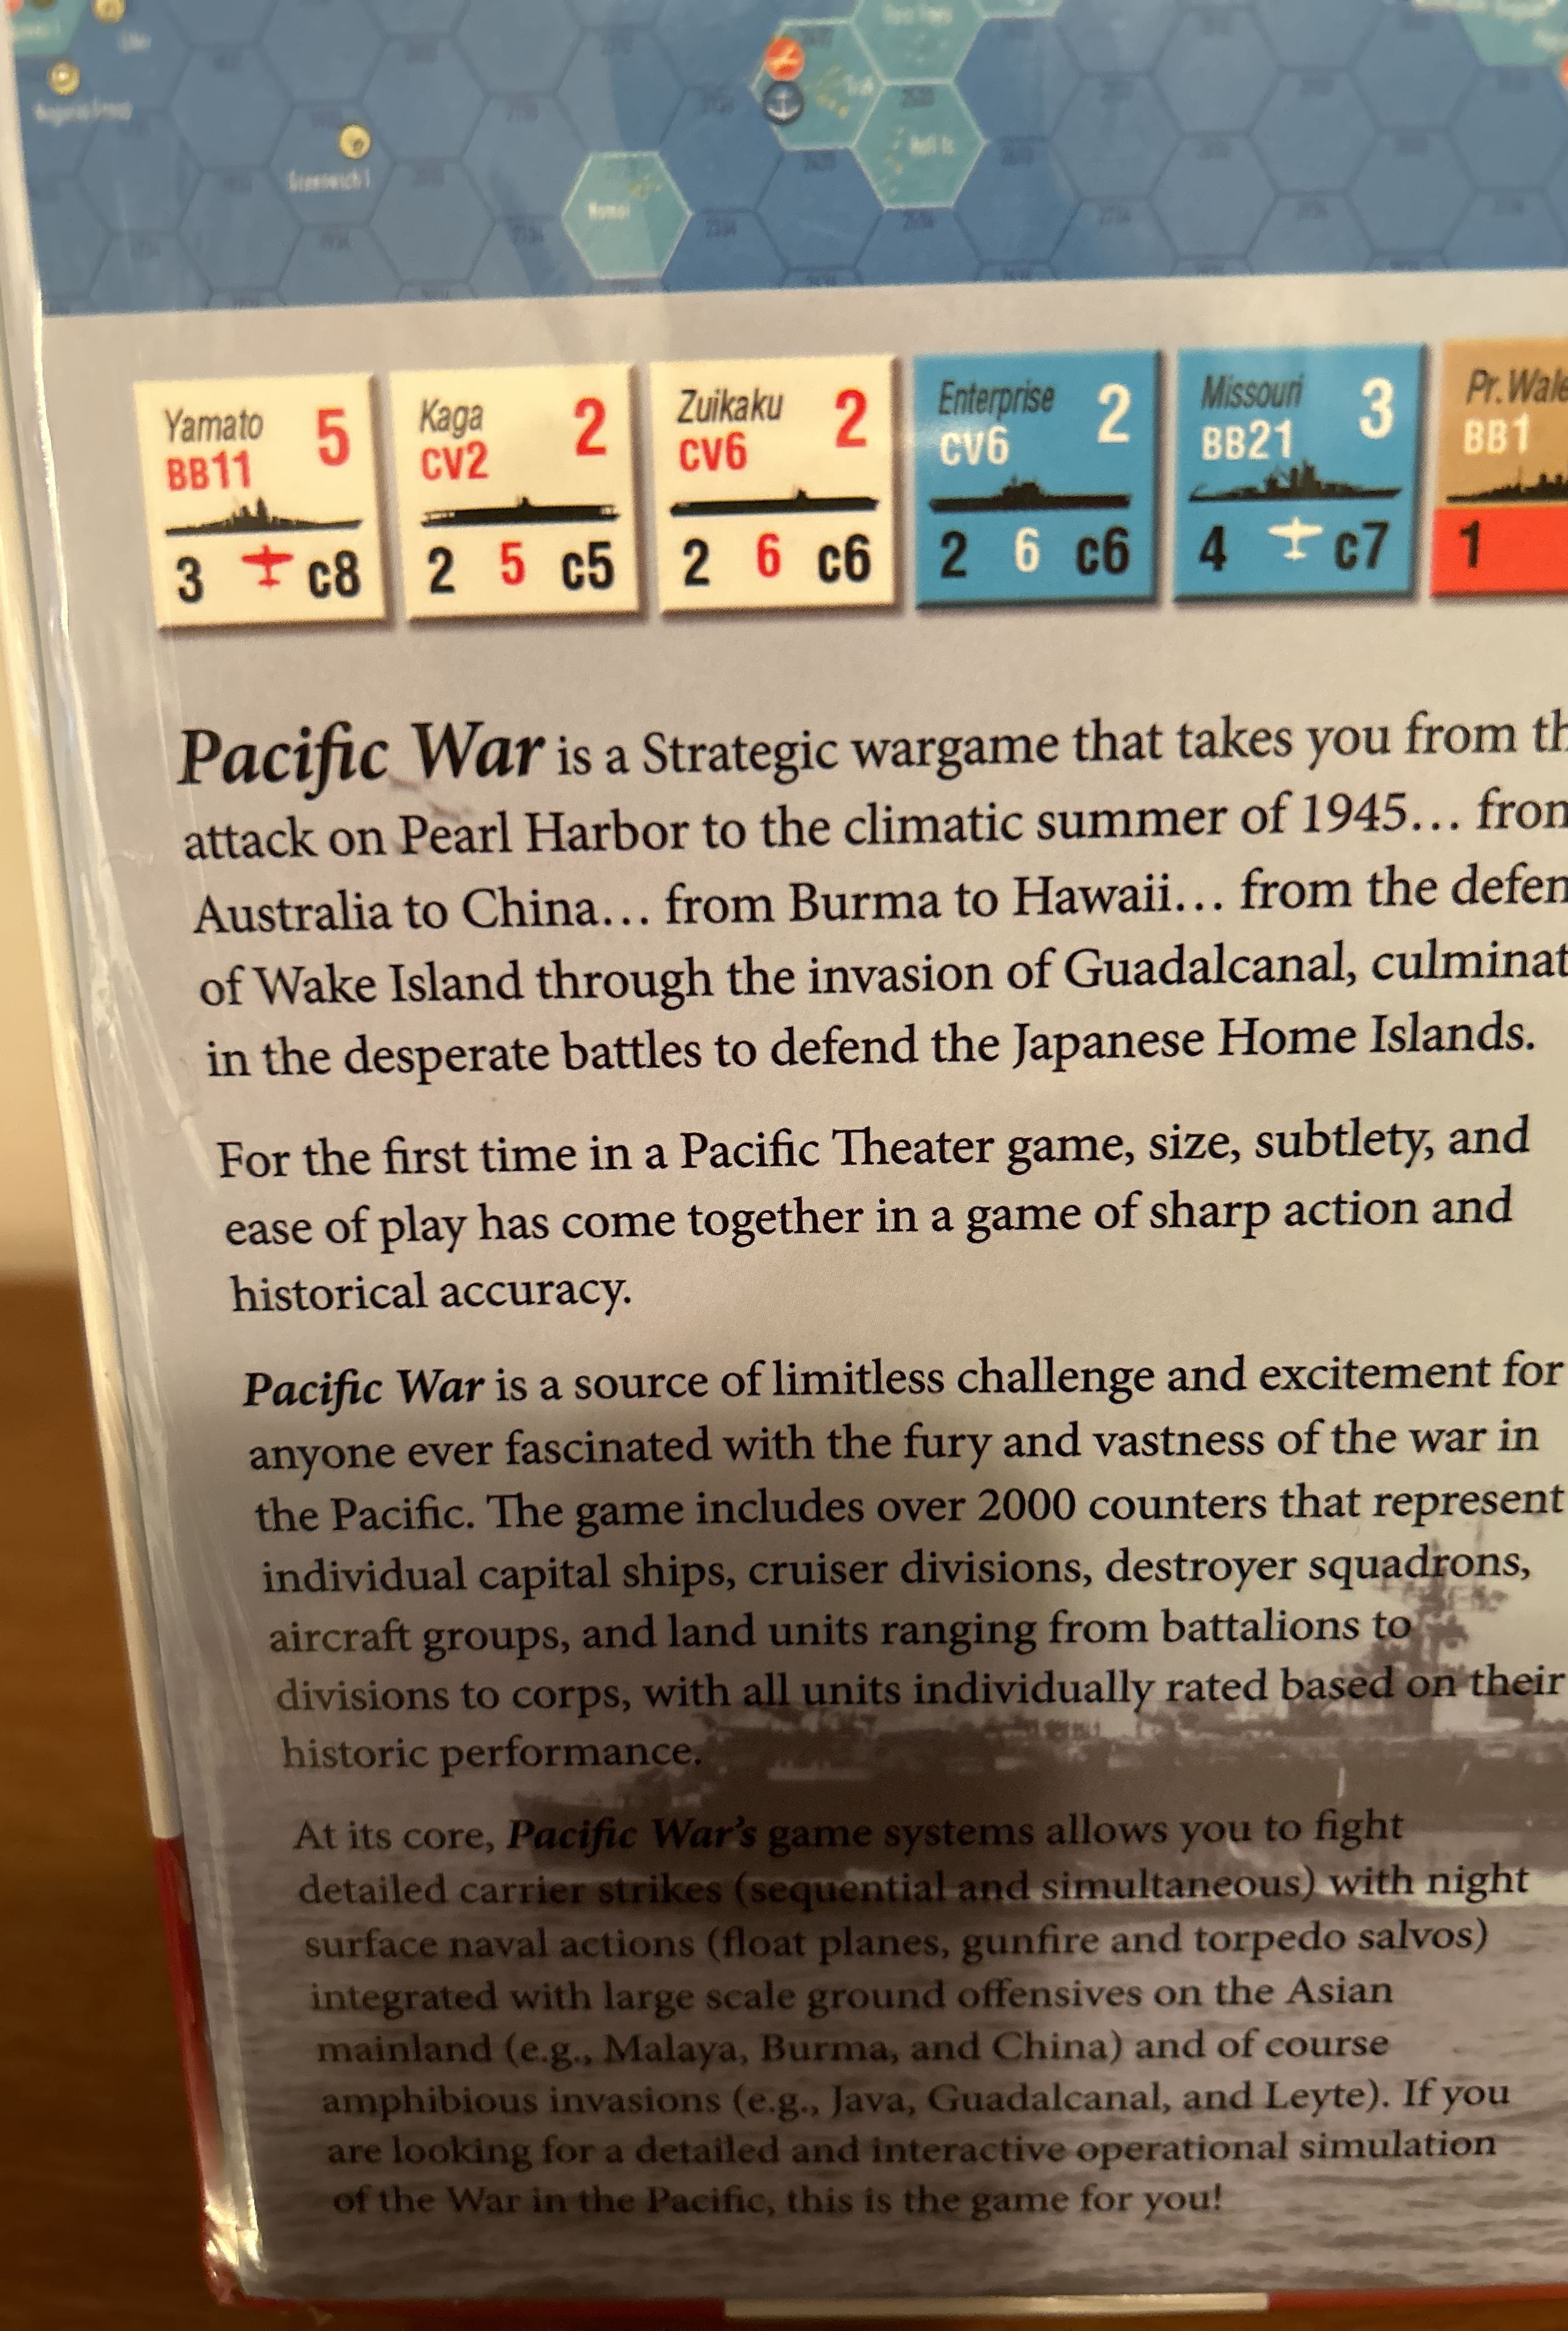 Nomoi
Hall Is
Greenwich I
Yamato 5
BB11
3 c8
Kaga 2
CV2
2 5 c5
Zuikaku 2
CV6
2 6 c6
Enterprise 2
CV6
2 6 c6
Missouri 3
BB21
4 c7
Pr. Wale
BB1
1
Pacific War is a Strategic wargame that takes you from th
attack on Pearl Harbor to the climatic summer of 1945… from
Australia to China… from Burma to Hawaii… from the defen
of Wake Island through the invasion of Guadalcanal, culminat
in the desperate battles to defend the Japanese Home Islands.
For the first time in a Pacific Theater game, size, subtlety, and
ease of play has come together in a game of sharp action and
historical accuracy.
Pacific War is a source of limitless challenge and excitement for
anyone ever fascinated with the fury and vastness of the war in
the Pacific. The game includes over 2000 counters that represent
individual capital ships, cruiser divisions, destroyer squadrons,
aircraft groups, and land units ranging from battalions to
divisions to corps, with all units individually rated based on their
historic performance.
At its core, Pacific War's game systems allows you to fight
detailed carrier strikes (sequential and simultaneous) with night
surface naval actions (float planes, gunfire and torpedo salvos)
integrated with large scale ground offensives on the Asian
mainland (e.g., Malaya, Burma, and China) and of course
amphibious invasions (e.g., Java, Guadalcanal, and Leyte). If you
are looking for a detailed and interactive operational simulation
of the War in the Pacific, this is the game for you!